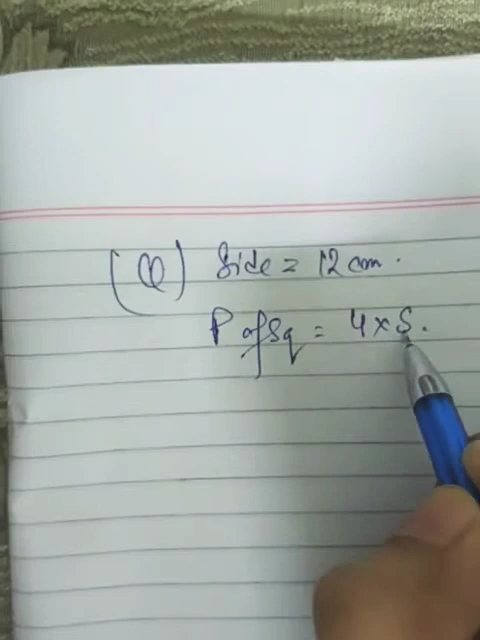 (Q) Side = 12 cm.
P of Sq = 4 × S.